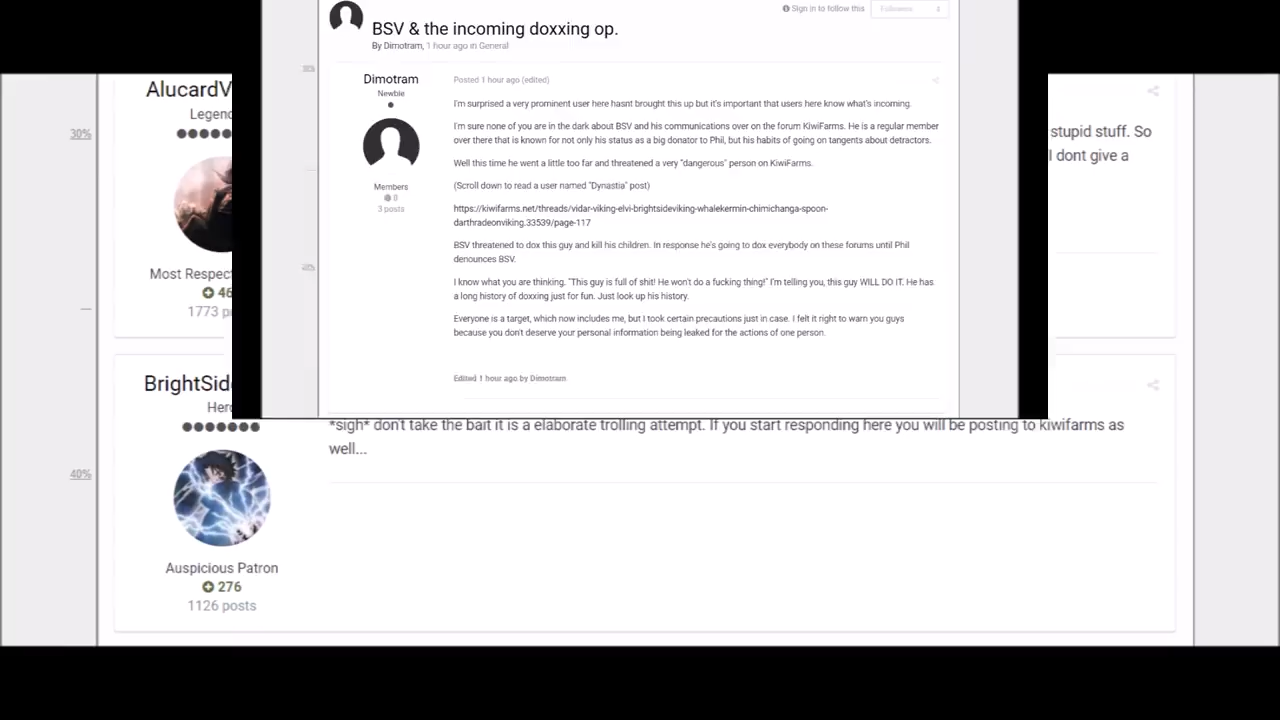 Sign in to follow this
Followers
BSV & the incoming doxxing op.
By Dimotram, 1 hour ago in General
Dimotram
Newbie
Members
8
3 posts
Posted 1 hour ago (edited)
I'm surprised a very prominent user here hasnt brought this up but it's important that users here know what's incoming.
I'm sure none of you are in the dark about BSV and his communications over on the forum KiwiFarms. He is a regular member
over there that is known for not only his status as a big donator to Phil, but his habits of going on tangents about detractors.
Well this time he went a little too far and threatened a very "dangerous" person on KiwiFarms.
(Scroll down to read a user named "Dynastia" post)
https://kiwifarms.net/threads/vidar-viking-elvi-brightsideviking-whalekermin-chimichanga-spoon-
darthradeonviking.33539/page-117
BSV threatened to dox this guy and kill his children. In response he's going to dox everybody on these forums until Phil
denounces BSV.
I know what you are thinking. "This guy is full of shit! He won't do a fucking thing!" I'm telling you, this guy WILL DO IT. He has
a long history of doxxing just for fun. Just look up his history.
Everyone is a target, which now includes me, but I took certain precautions just in case. I felt it right to warn you guys
because you don't deserve your personal information being leaked for the actions of one person.
Edited 1 hour ago by Dimotram
30%
AlucardV
Legen
Most Respect
46
1773 p
stupid stuff. So
I dont give a
40%
BrightSid
Her
Auspicious Patron
276
1126 posts
*sigh* don't take the bait it is a elaborate trolling attempt. If you start responding here you will be posting to kiwifarms as
well...